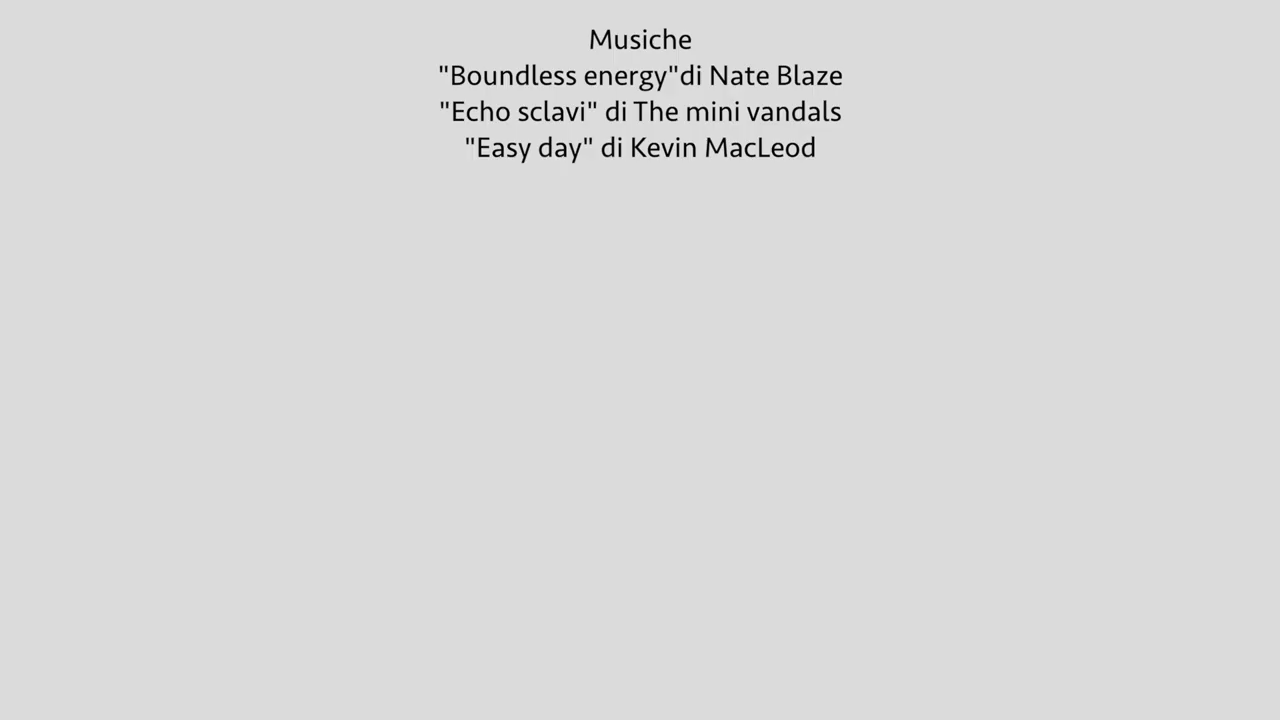 Musiche
"Boundless energy"di Nate Blaze
"Echo sclavi" di The mini vandals
"Easy day" di Kevin MacLeod